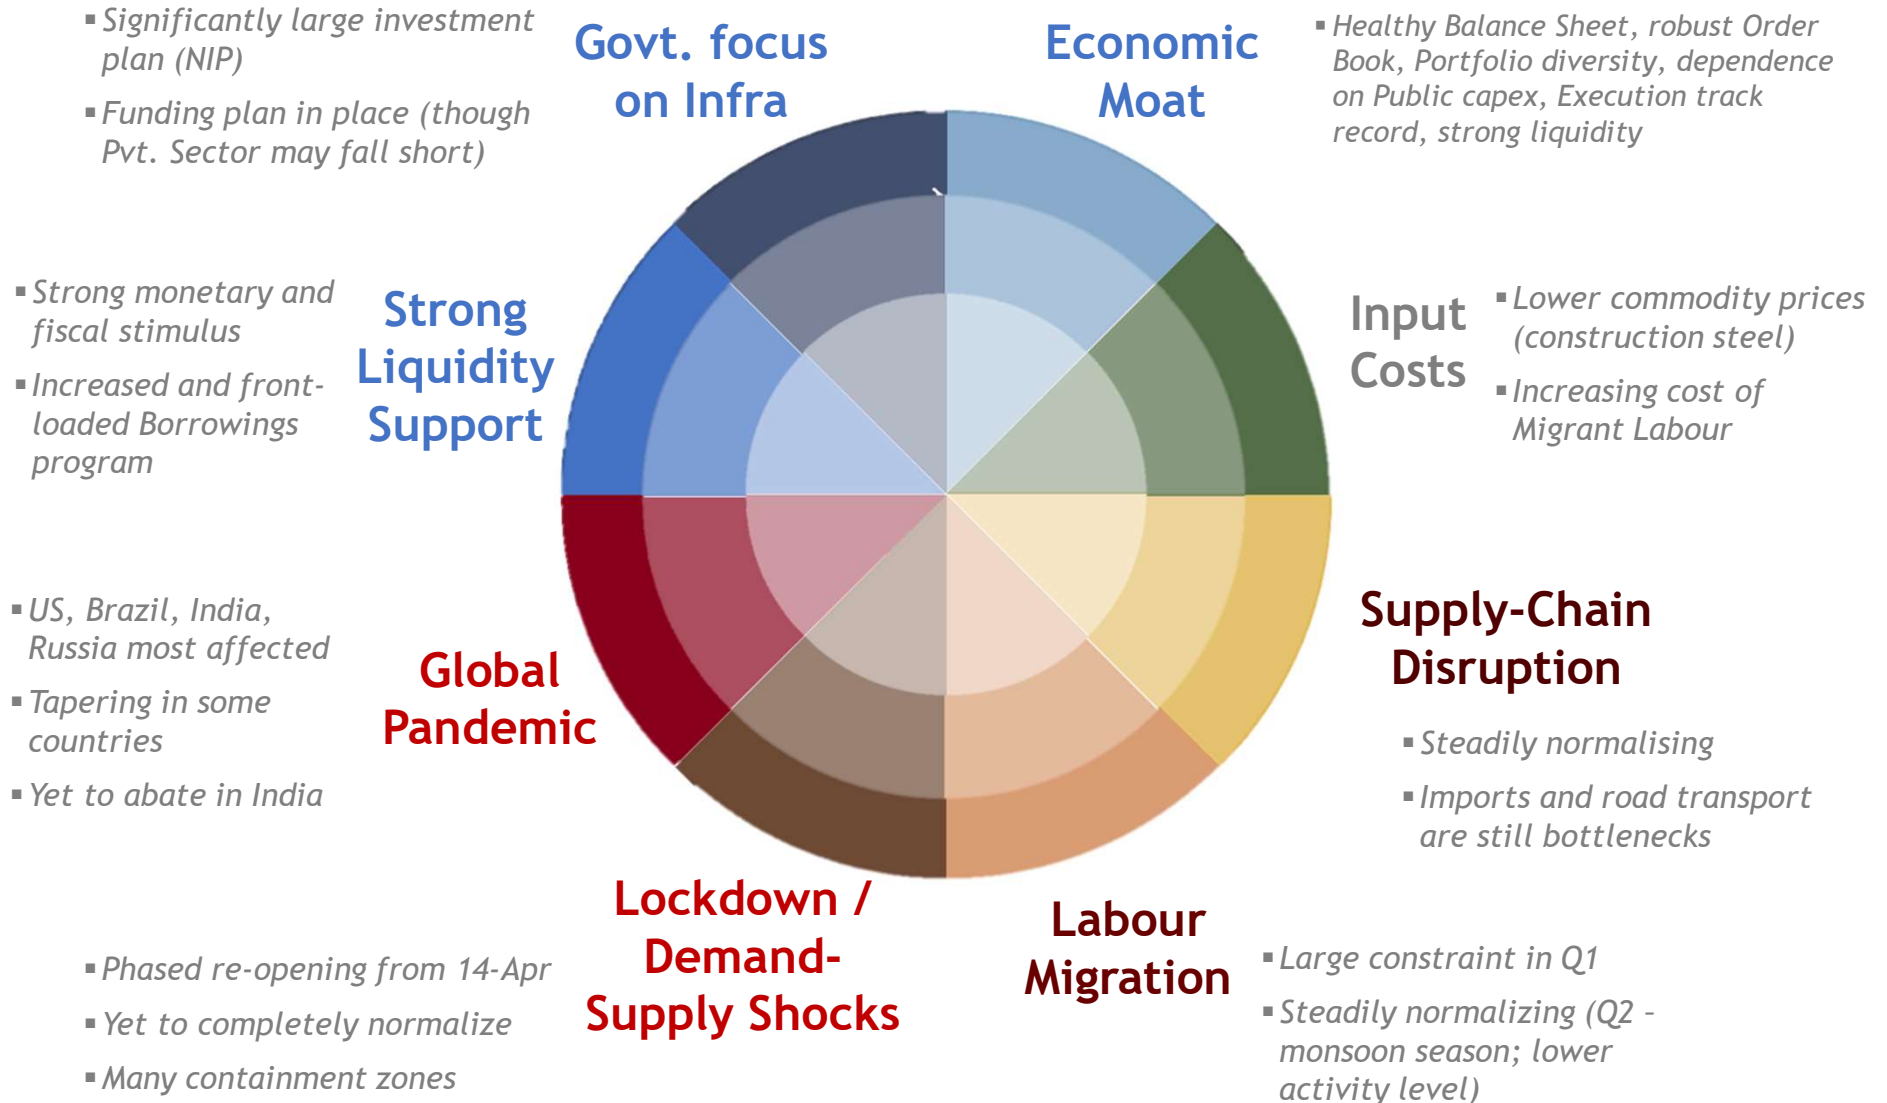 ▪ Significantly large investment
plan (NIP)
▪ Funding plan in place (though
Pvt. Sector may fall short)
Govt. focus
on Infra
Economic
Moat
▪ Healthy Balance Sheet, robust Order
Book, Portfolio diversity, dependence
on Public capex, Execution track
record, strong liquidity
▪ Strong monetary and
fiscal stimulus
▪ Increased and front-
loaded Borrowings
program
Strong
Liquidity
Support
Input
Costs
▪ Lower commodity prices
(construction steel)
▪ Increasing cost of
Migrant Labour
▪ US, Brazil, India,
Russia most affected
▪ Tapering in some
countries
▪ Yet to abate in India
Global
Pandemic
Supply-Chain
Disruption
▪ Steadily normalising
▪ Imports and road transport
are still bottlenecks
▪ Phased re-opening from 14-Apr
▪ Yet to completely normalize
▪ Many containment zones
Lockdown /
Demand-
Supply Shocks
Labour
Migration
▪ Large constraint in Q1
▪ Steadily normalizing (Q2 –
monsoon season; lower
activity level)